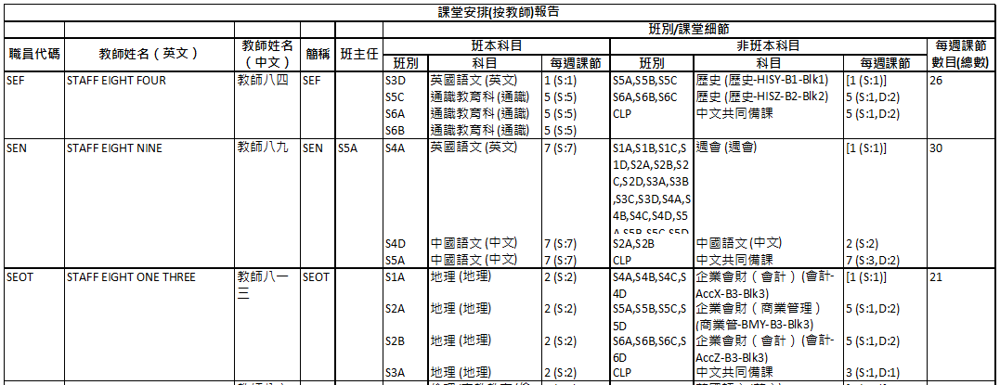 課堂安排(按教師)報告
班別/課堂細節
職員代碼 教師姓名（英文） 教師姓名（中文） 簡稱 班主任 班本科目 非班本科目 每週課節數目(總數)
班別 科目 每週課節 班別 科目 每週課節
SEF STAFF EIGHT FOUR 教師八四 SEF S3D 英國語文 (英文) 1 (S:1) S5A,S5B,S5C 歷史 (歷史-HISY-B1-Blk1) [1 (S:1)] 26
S5C 通識教育科 (通識) 5 (S:5) S6A,S6B,S6C 歷史 (歷史-HISZ-B2-Blk2) 5 (S:1,D:2)
S6A 通識教育科 (通識) 5 (S:5) CLP 中文共同備課 5 (S:1,D:2)
S6B 通識教育科 (通識) 5 (S:5)
SEN STAFF EIGHT NINE 教師八九 SEN S5A S4A 英國語文 (英文) 7 (S:7) S1A,S1B,S1C,S 週會 (週會) [1 (S:1)] 30
1D,S2A,S2B,S2
C,S2D,S3A,S3B
,S3C,S3D,S4A,S
4B,S4C,S4D,S5
A,S5B,S5C,S5D
S4D 中國語文 (中文) 7 (S:7) S2A,S2B 中國語文 (中文) 2 (S:2)
S5A 中國語文 (中文) 7 (S:7) CLP 中文共同備課 7 (S:3,D:2)
SEOT STAFF EIGHT ONE THREE 教師八一 SEOT S1A 地理 (地理) 2 (S:2) S4A,S4B,S4C,S 企業會財（會計） (會計- [1 (S:1)] 21
三 4D AccX-B3-Blk3)
S2A 地理 (地理) 2 (S:2) S5A,S5B,S5C,S 企業會財（商業管理） 5 (S:1,D:2)
5D (商業管-BMY-B3-Blk3)
S2B 地理 (地理) 2 (S:2) S6A,S6B,S6C,S 企業會財（會計） (會計- 5 (S:1,D:2)
6D AccZ-B3-Blk3)
S3A 地理 (地理) 2 (S:2) CLP 中文共同備課 3 (S:1,D:1)